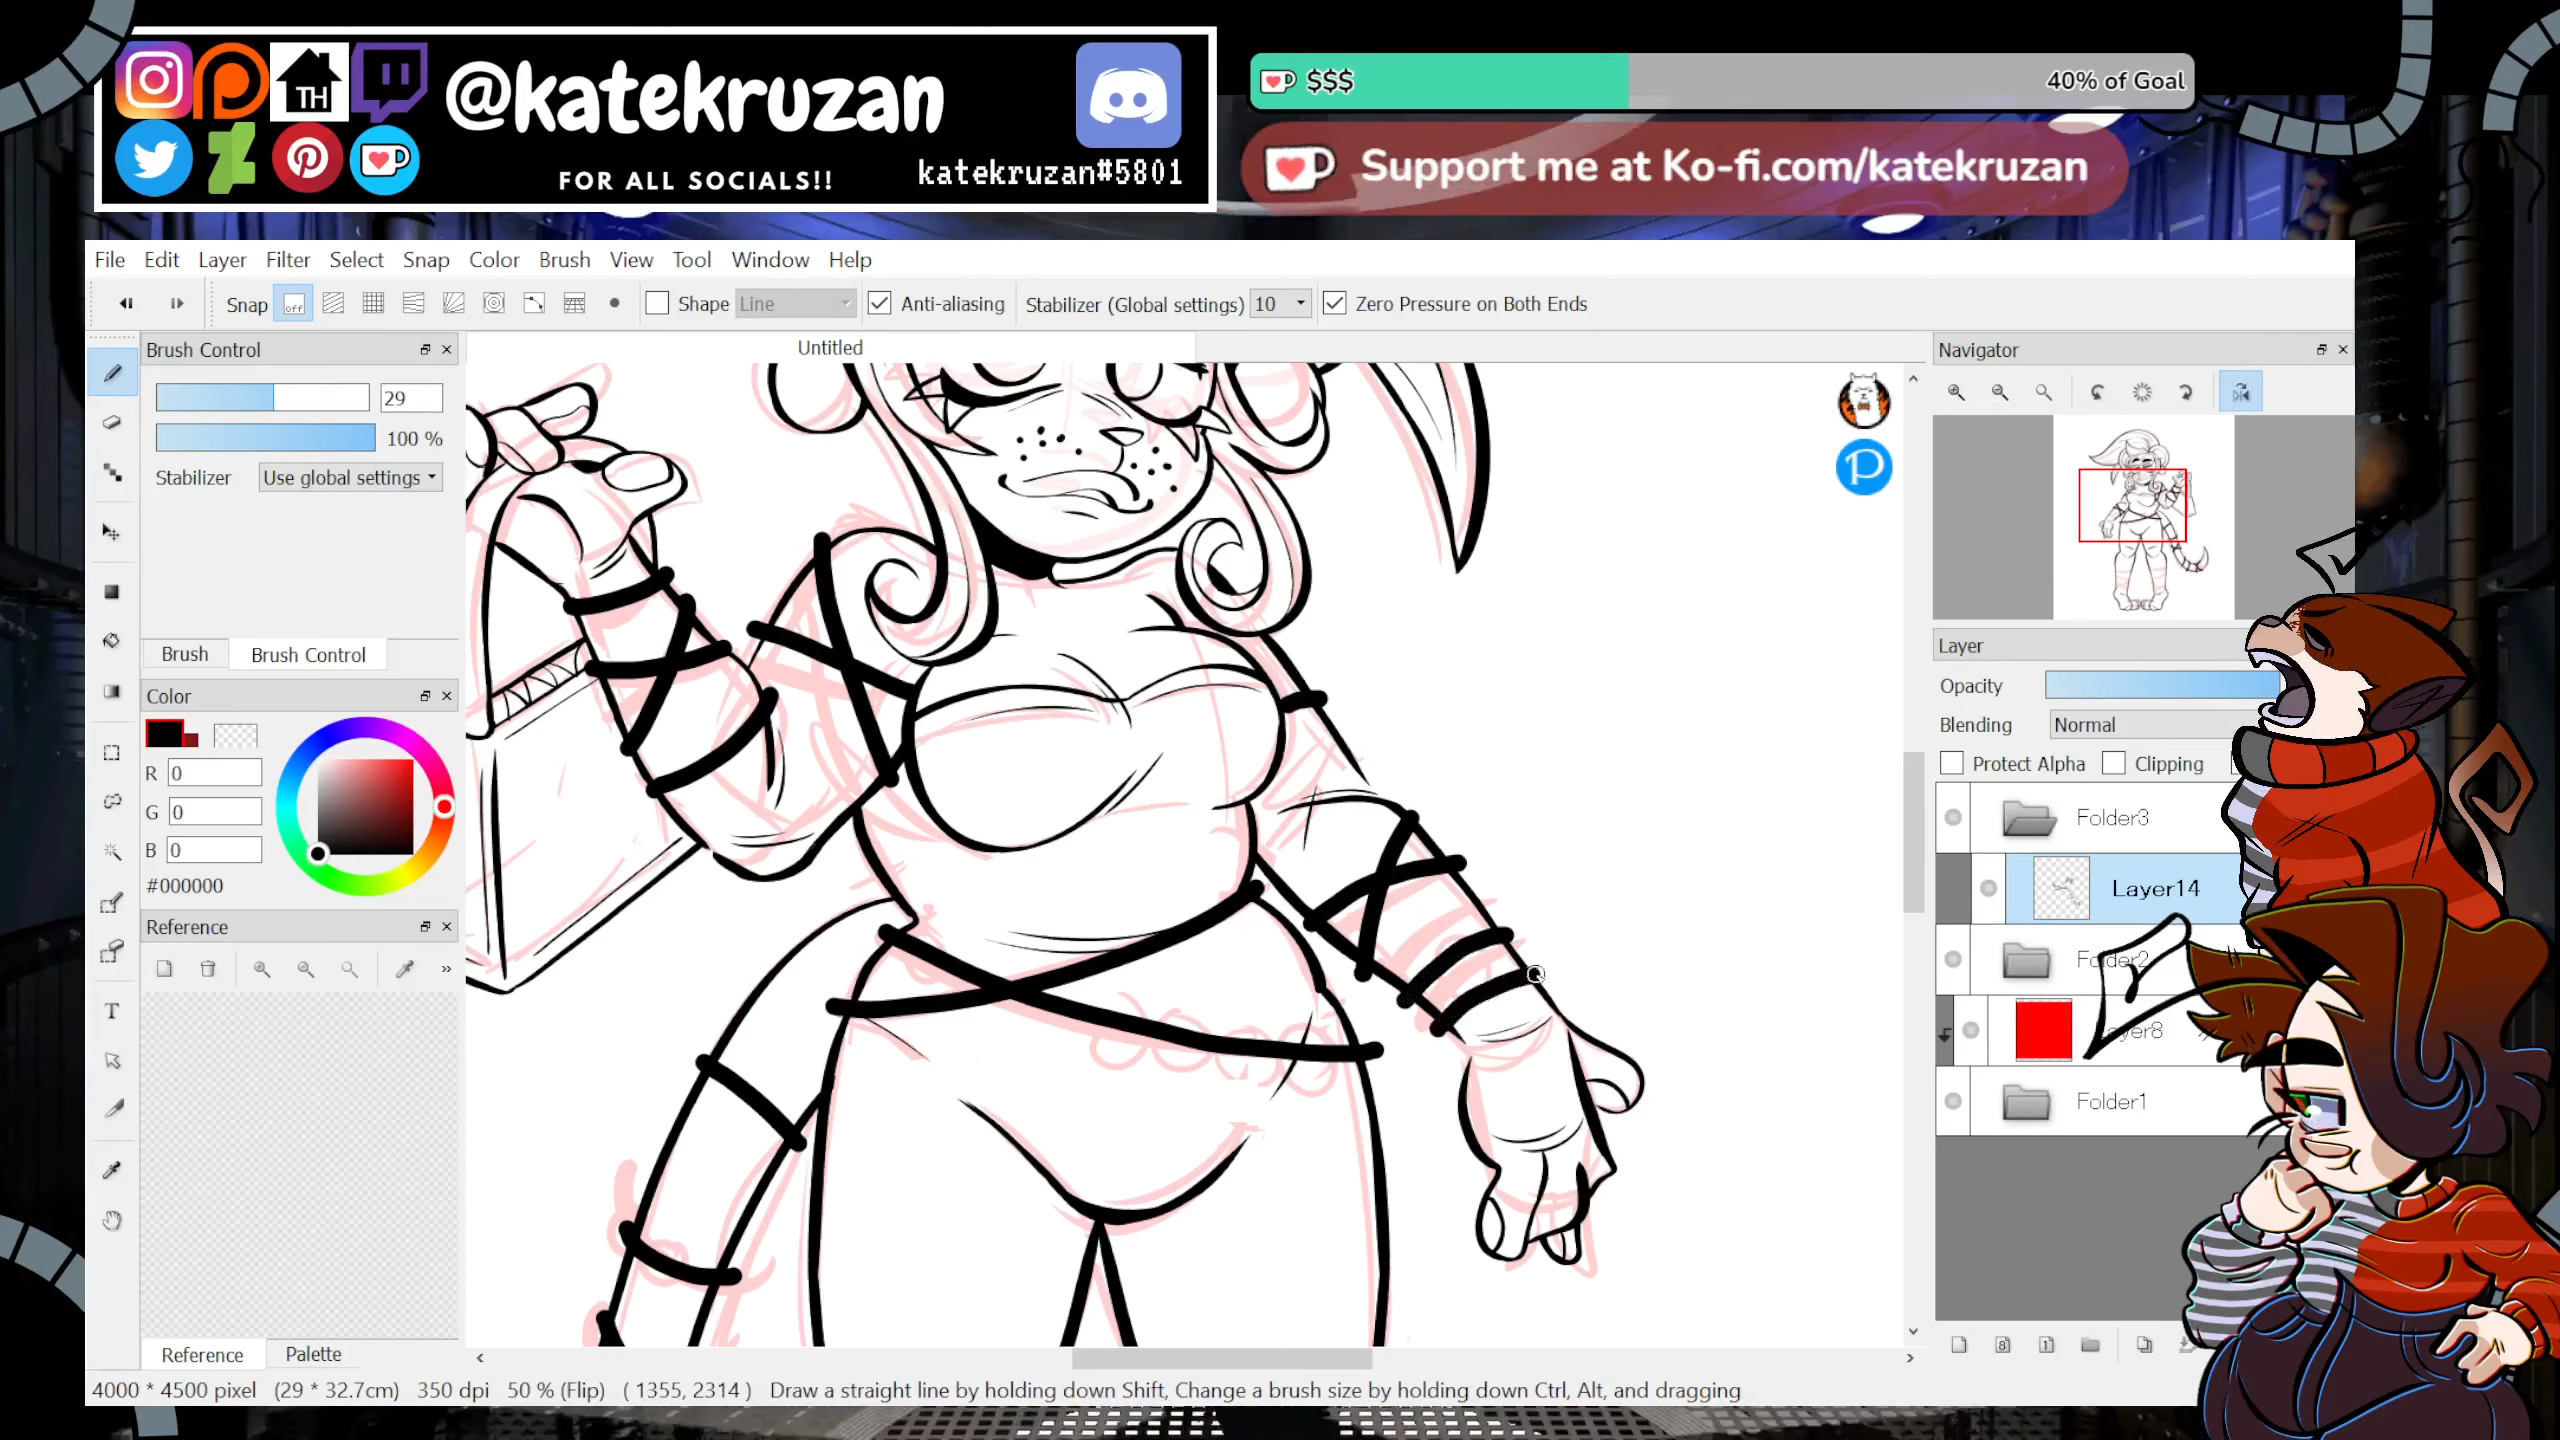 @katekruzan
FOR ALL SOCIALS!!
katekruzan#5801
TH
$$$
40% of Goal
Support me at Ko-fi.com/katekruzan
File Edit Layer Filter Select Snap Color Brush View Tool Window Help
Snap off Shape Line Anti-aliasing Stabilizer (Global settings) 10 Zero Pressure on Both Ends
Brush Control
29
100 %
Stabilizer Use global settings
Brush Brush Control
Color
R 0
G 0
B 0
#000000
Reference
Reference Palette
Untitled
Navigator
Layer
Opacity
Blending Normal
Protect Alpha Clipping
Folder3
Layer14
Folder2
Layer8
Folder1
4000 * 4500 pixel (29 * 32.7cm) 350 dpi 50 % (Flip) ( 1355, 2314 ) Draw a straight line by holding down Shift, Change a brush size by holding down Ctrl, Alt, and dragging